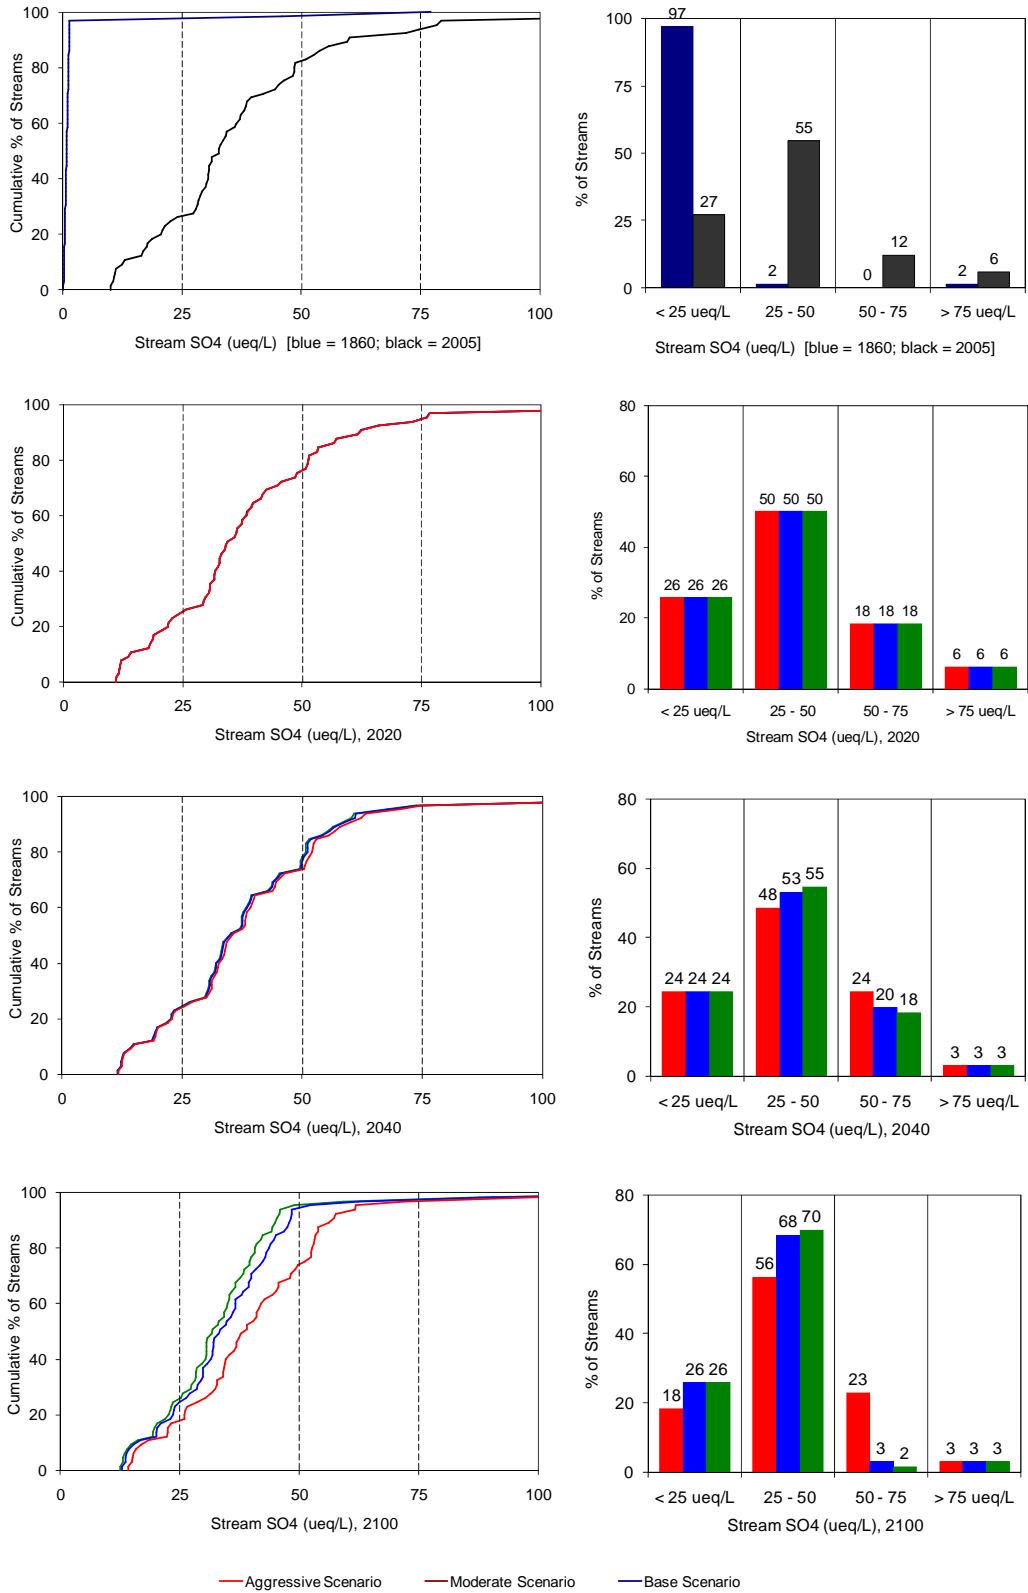 Cumulative % of Streams
100
80
60
40
20
0
0 25 50 75 100
Stream SO4 (ueq/L) [blue = 1860; black = 2005]
% of Streams
100
75
50
25
0
97
27
2
55
0
12
2
6
< 25 ueq/L 25 - 50 50 - 75 > 75 ueq/L
Stream SO4 (ueq/L) [blue = 1860; black = 2005]
Cumulative % of Streams
100
80
60
40
20
0
0 25 50 75 100
Stream SO4 (ueq/L), 2020
% of Streams
80
60
40
20
0
26 26 26
50 50 50
18 18 18
6 6 6
< 25 ueq/L 25 - 50 50 - 75 > 75 ueq/L
Stream SO4 (ueq/L), 2020
Cumulative % of Streams
100
80
60
40
20
0
0 25 50 75 100
Stream SO4 (ueq/L), 2040
% of Streams
80
60
40
20
0
24 24 24
48 53 55
24 20 18
3 3 3
< 25 ueq/L 25 - 50 50 - 75 > 75 ueq/L
Stream SO4 (ueq/L), 2040
Cumulative % of Streams
100
80
60
40
20
0
0 25 50 75 100
Stream SO4 (ueq/L), 2100
% of Streams
80
60
40
20
0
18 26 26
56 68 70
23 3 2
3 3 3
< 25 ueq/L 25 - 50 50 - 75 > 75 ueq/L
Stream SO4 (ueq/L), 2100
Aggressive Scenario Moderate Scenario Base Scenario